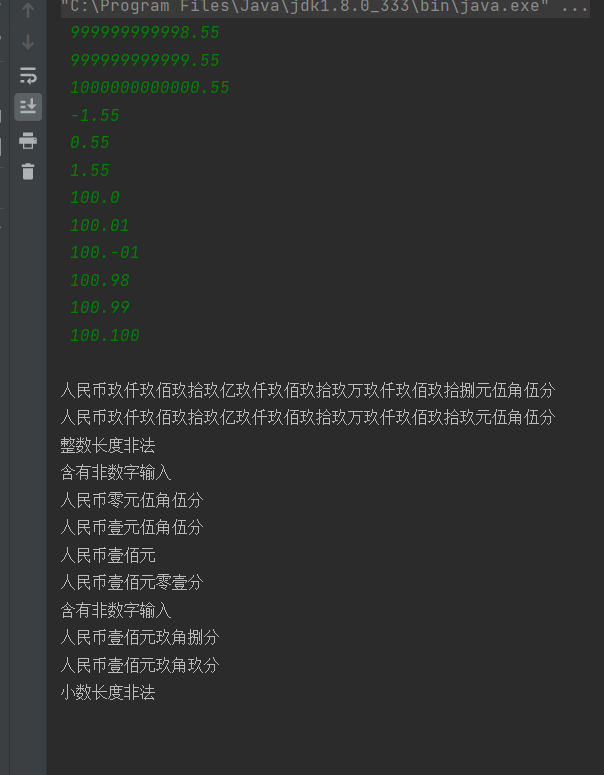 "C:\Program Files\Java\jdk1.8.0_333\bin\java.exe" ...
999999999998.55
999999999999.55
1000000000000.55
-1.55
0.55
1.55
100.0
100.01
100.-01
100.98
100.99
100.100
人民币玖仟玖佰玖拾玖亿玖仟玖佰玖拾玖万玖仟玖佰玖拾捌元伍角伍分
人民币玖仟玖佰玖拾玖亿玖仟玖佰玖拾玖万玖仟玖佰玖拾玖元伍角伍分
整数长度非法
含有非数字输入
人民币零元伍角伍分
人民币壹元伍角伍分
人民币壹佰元
人民币壹佰元零壹分
含有非数字输入
人民币壹佰元玖角捌分
人民币壹佰元玖角玖分
小数长度非法